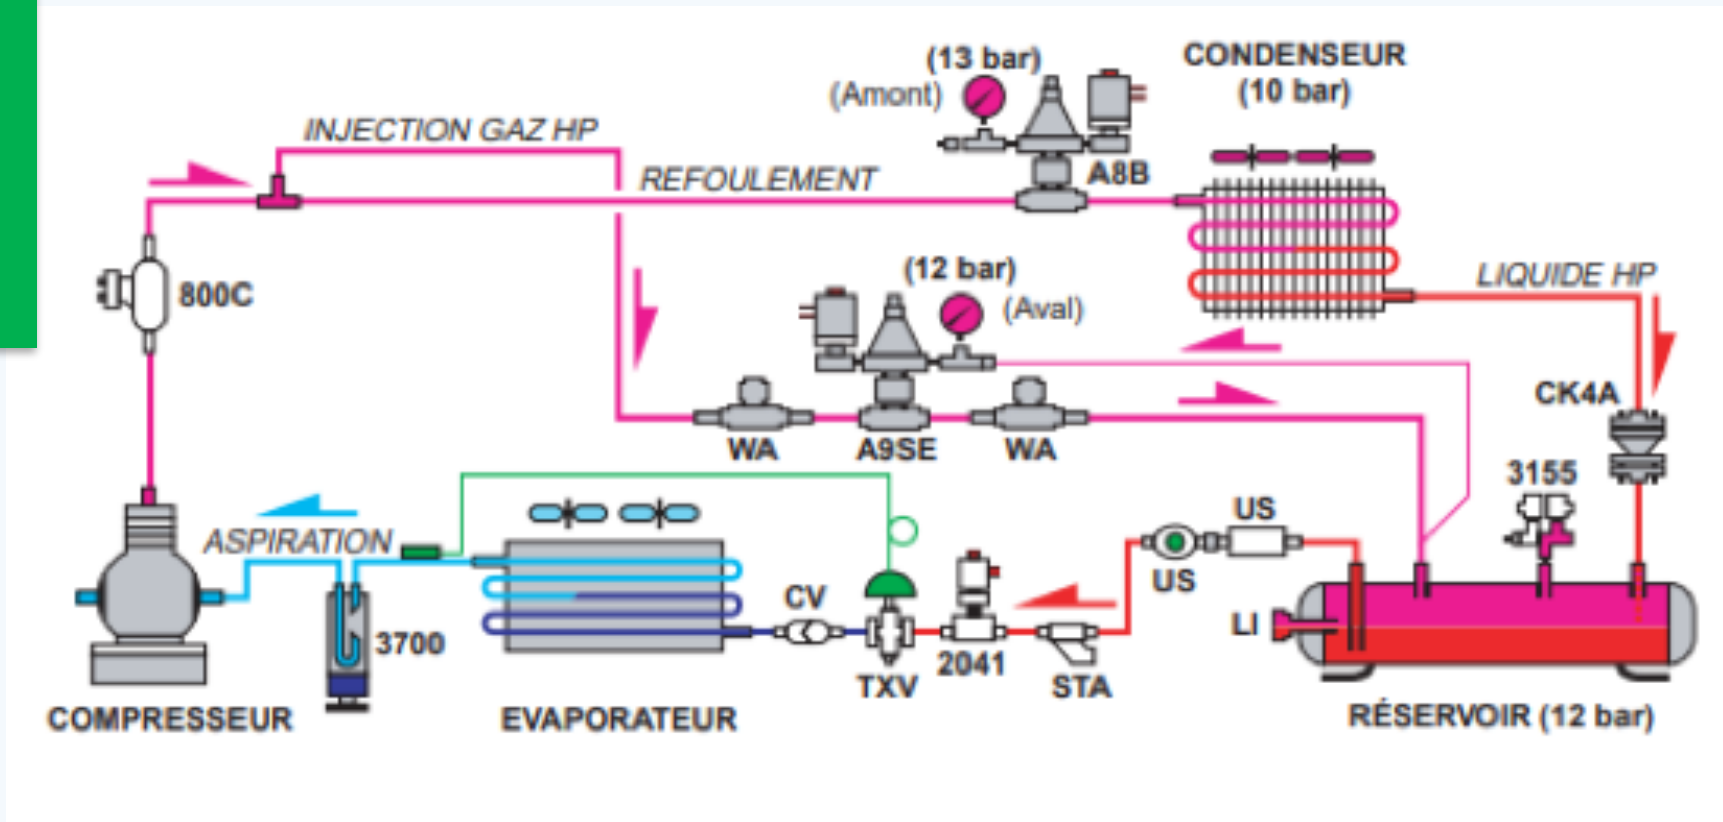 (13 bar)
(Amont)
CONDENSEUR
(10 bar)
INJECTION GAZ HP
REFOULEMENT
A8B
800C
(12 bar)
(Aval)
LIQUIDE HP
WA
A9SE
WA
CK4A
3155
US
US
ASPIRATION
CV
3700
TXV
2041
STA
LI
COMPRESSEUR
EVAPORATEUR
RÉSERVOIR (12 bar)